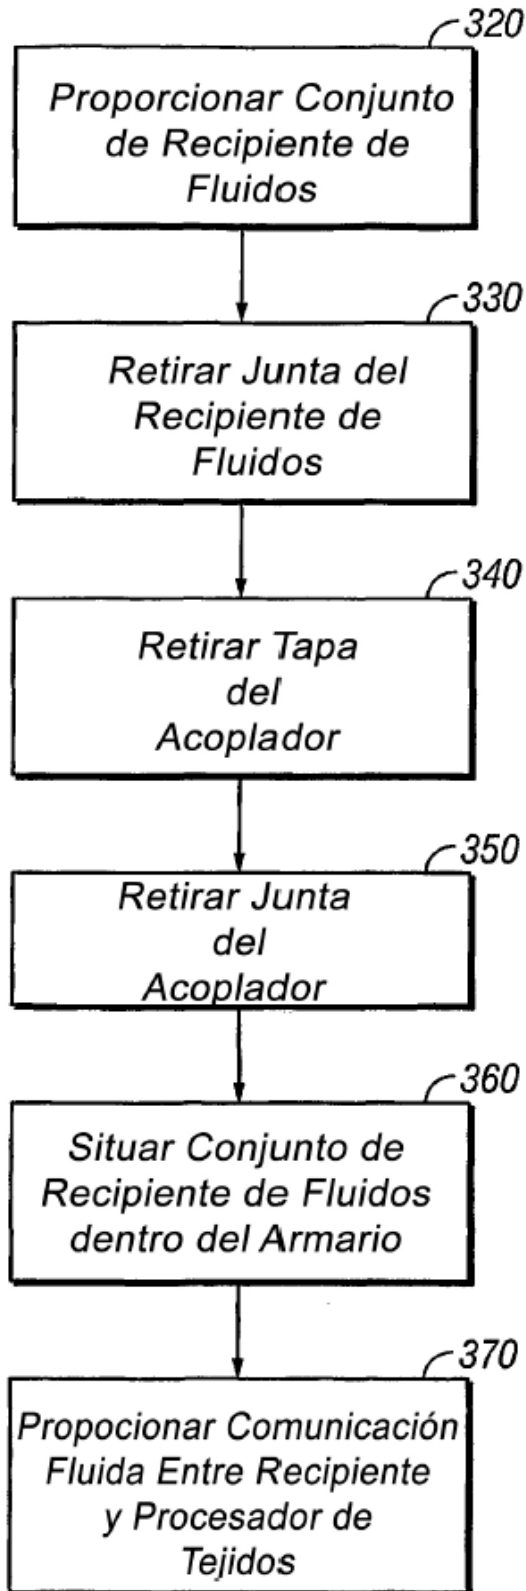 320
Proporcionar Conjunto
de Recipiente de
Fluidos
330
Retirar Junta del
Recipiente de
Fluidos
340
Retirar Tapa
del
Acoplador
350
Retirar Junta
del
Acoplador
360
Situar Conjunto de
Recipiente de Fluidos
dentro del Armario
370
Propocionar Comunicación
Fluida Entre Recipiente
y Procesador de
Tejidos